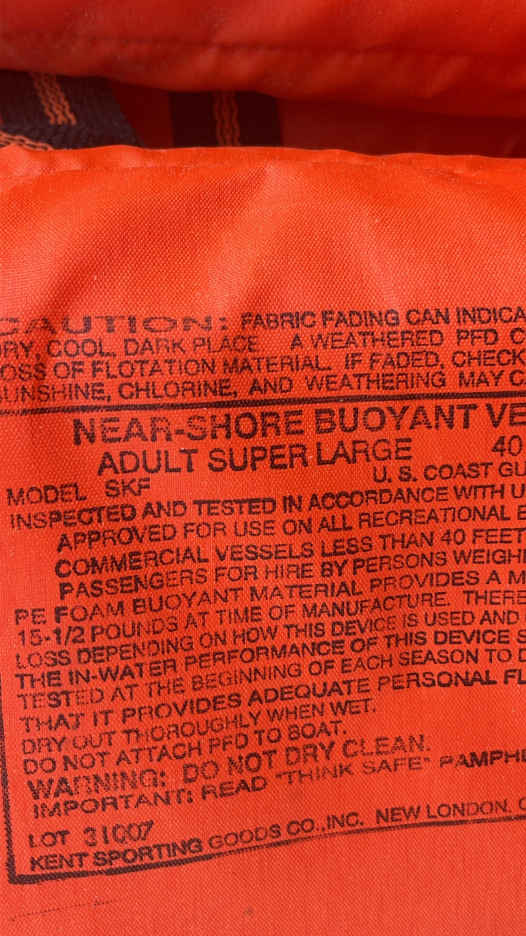 CAUTION: FABRIC FADING CAN INDICA
DRY, COOL, DARK PLACE A WEATHERED PFD C
OSS OF FLOTATION MATERIAL. IF FADED, CHECK
SUNSHINE, CHLORINE, AND WEATHERING MAY C
NEAR-SHORE BUOYANT VE
ADULT SUPER LARGE 40
MODEL SKF U. S. COAST GU
INSPECTED AND TESTED IN ACCORDANCE WITH U
APPROVED FOR USE ON ALL RECREATIONAL B
COMMERCIAL VESSELS LESS THAN 40 FEET
PASSENGERS FOR HIRE BY PERSONS WEIGH
PE FOAM BUOYANT MATERIAL PROVIDES A M
15-1/2 POUNDS AT TIME OF MANUFACTURE. THERE
LOSS DEPENDING ON HOW THIS DEVICE IS USED AND
THE IN-WATER PERFORMANCE OF THIS DEVICE S
TESTED AT THE BEGINNING OF EACH SEASON TO D
THAT IT PROVIDES ADEQUATE PERSONAL FL
DRY OUT THOROUGHLY WHEN WET.
DO NOT ATTACH PFD TO BOAT.
WARNING: DO NOT DRY CLEAN.
IMPORTANT: READ "THINK SAFE" PAMPH
LOT 31007
KENT SPORTING GOODS CO., INC. NEW LONDON, O